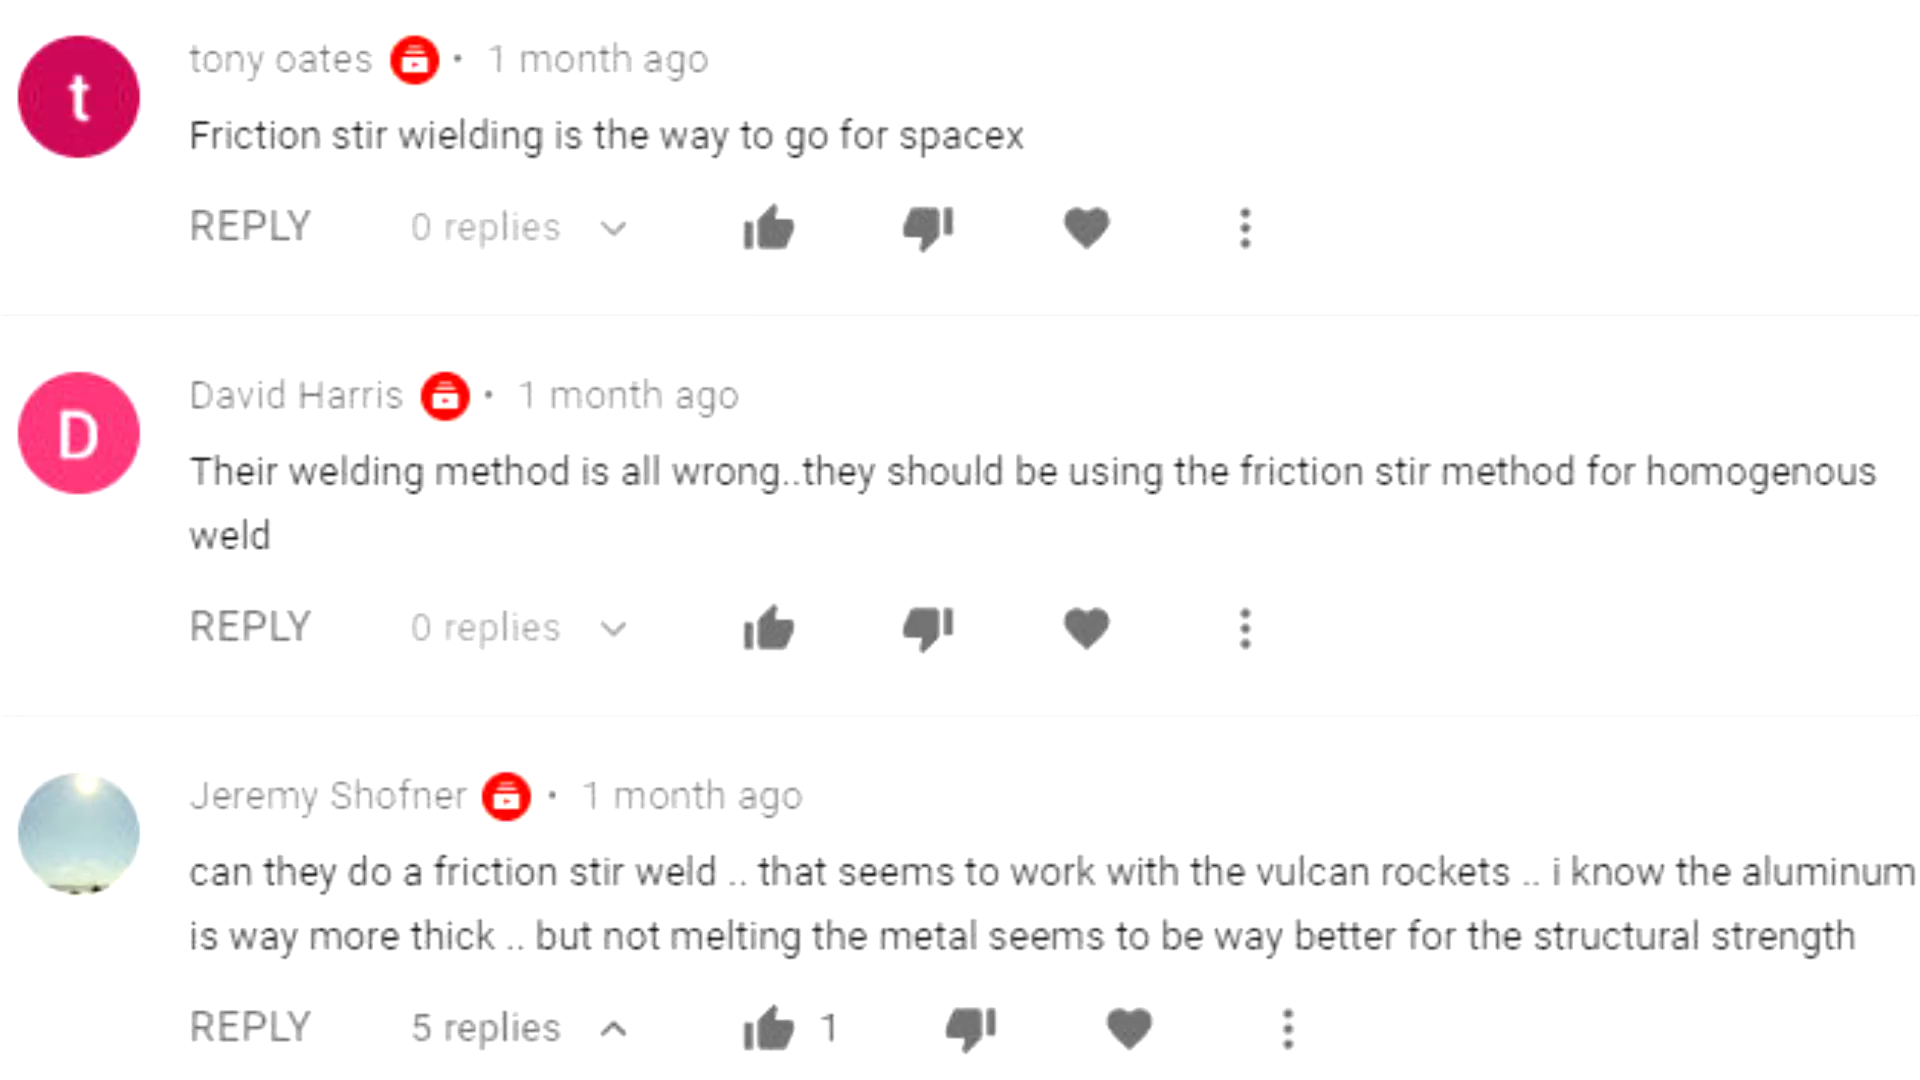 t
tony oates • 1 month ago
Friction stir wielding is the way to go for spacex
REPLY 0 replies
D
David Harris • 1 month ago
Their welding method is all wrong..they should be using the friction stir method for homogenous
weld
REPLY 0 replies
Jeremy Shofner • 1 month ago
can they do a friction stir weld .. that seems to work with the vulcan rockets .. i know the aluminum
is way more thick .. but not melting the metal seems to be way better for the structural strength
REPLY 5 replies 1